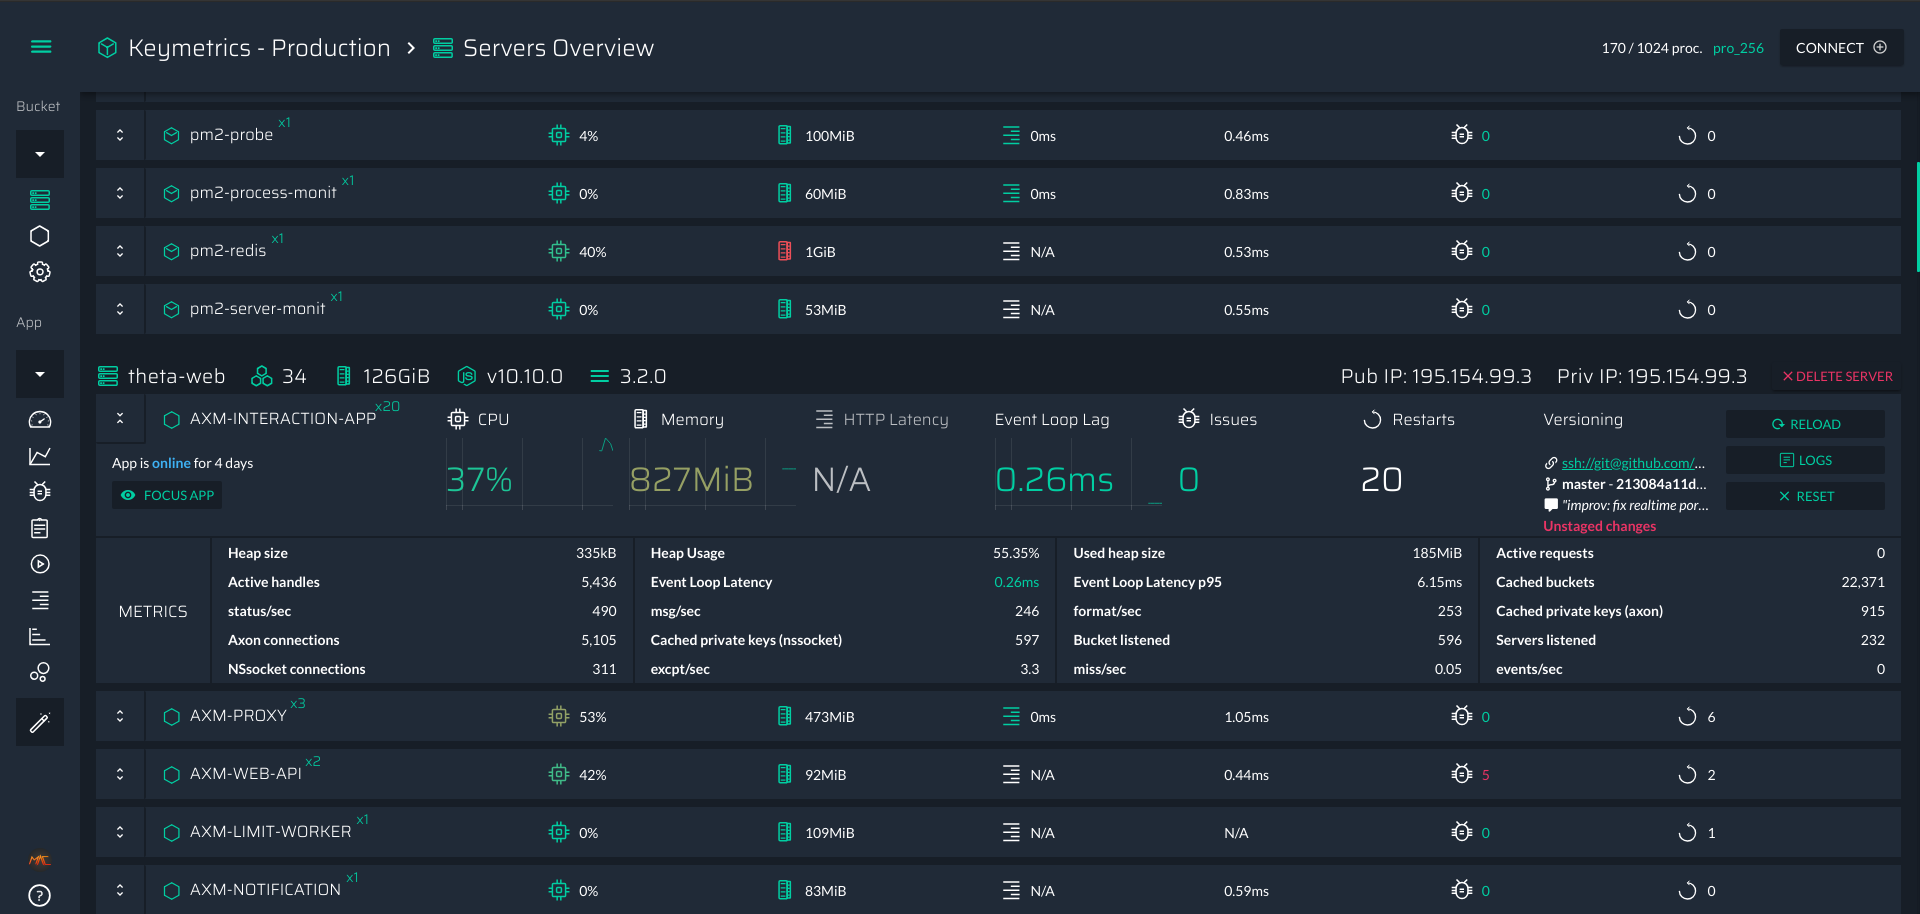 Keymetrics - Production > Servers Overview
170 / 1024 proc. pro_256 CONNECT
Bucket
App
pm2-probe x1 4% 100MiB 0ms 0.46ms 0 0
pm2-process-monit x1 0% 60MiB 0ms 0.83ms 0 0
pm2-redis x1 40% 1GiB N/A 0.53ms 0 0
pm2-server-monit x1 0% 53MiB N/A 0.55ms 0 0
theta-web 34 126GiB v10.10.0 3.2.0 Pub IP: 195.154.99.3 Priv IP: 195.154.99.3 DELETE SERVER
AXM-INTERACTION-APP x20 CPU Memory HTTP Latency Event Loop Lag Issues Restarts Versioning RELOAD
App is online for 4 days
FOCUS APP
37% 827MiB N/A 0.26ms 0 20
ssh://git@github.com/...
master - 213084a11d...
"improv: fix realtime por...
Unstaged changes
LOGS
RESET
METRICS
Heap size 335kB Heap Usage 55.35% Used heap size 185MiB Active requests 0
Active handles 5,436 Event Loop Latency 0.26ms Event Loop Latency p95 6.15ms Cached buckets 22,371
status/sec 490 msg/sec 246 format/sec 253 Cached private keys (axon) 915
Axon connections 5,105 Cached private keys (nssocket) 597 Bucket listened 596 Servers listened 232
NSsocket connections 311 excpt/sec 3.3 miss/sec 0.05 events/sec 0
AXM-PROXY x3 53% 473MiB 0ms 1.05ms 0 6
AXM-WEB-API x2 42% 92MiB N/A 0.44ms 5 2
AXM-LIMIT-WORKER x1 0% 109MiB N/A N/A 0 1
AXM-NOTIFICATION x1 0% 83MiB N/A 0.59ms 0 0